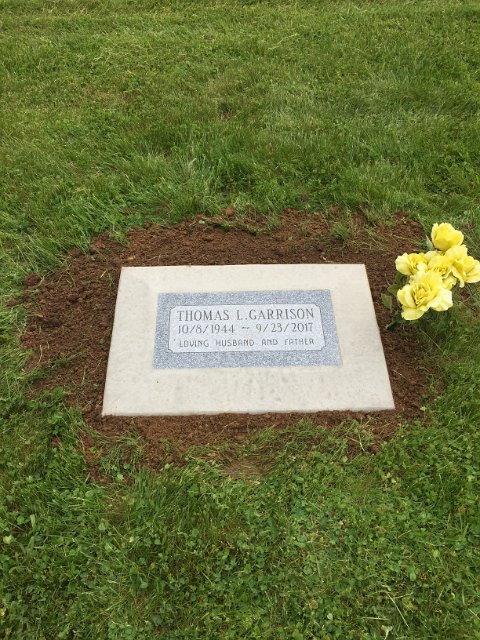 THOMAS L. GARRISON
10/8/1944 ~ 9/23/2017
LOVING HUSBAND AND FATHER